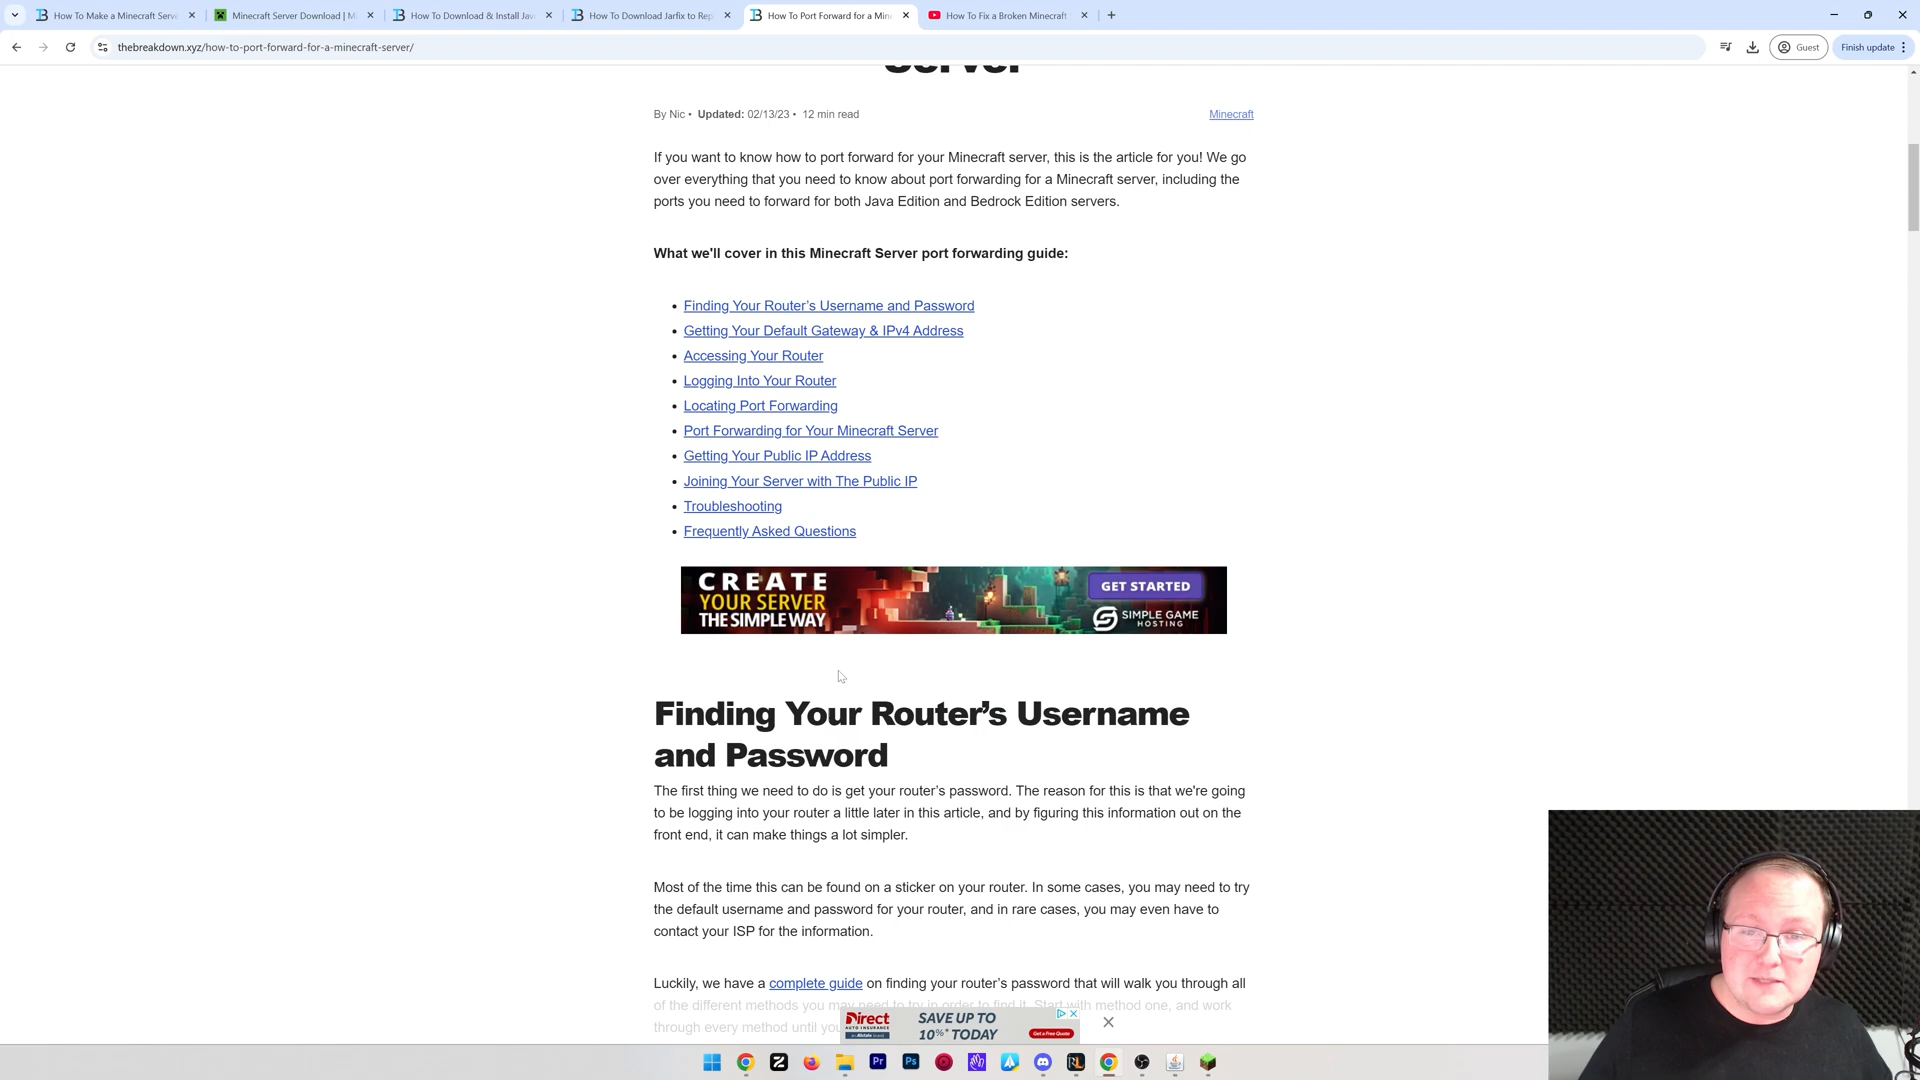 How To Make a Minecraft Serve
Minecraft Server Download | Mi
How To Download & Install Jav
How To Download Jarfix to Rep
How To Port Forward for a Min
How To Fix a Broken Minecraft
thebreakdown.xyz/how-to-port-forward-for-a-minecraft-server/
Guest
Finish update
Server
By Nic • Updated: 02/13/23 • 12 min read
Minecraft
If you want to know how to port forward for your Minecraft server, this is the article for you! We go
over everything that you need to know about port forwarding for a Minecraft server, including the
ports you need to forward for both Java Edition and Bedrock Edition servers.
What we'll cover in this Minecraft Server port forwarding guide:
• Finding Your Router's Username and Password
• Getting Your Default Gateway & IPv4 Address
• Accessing Your Router
• Logging Into Your Router
• Locating Port Forwarding
• Port Forwarding for Your Minecraft Server
• Getting Your Public IP Address
• Joining Your Server with The Public IP
• Troubleshooting
• Frequently Asked Questions
CREATE
YOUR SERVER
THE SIMPLE WAY
GET STARTED
SIMPLE GAME
HOSTING
Finding Your Router's Username
and Password
The first thing we need to do is get your router's password. The reason for this is that we're going
to be logging into your router a little later in this article, and by figuring this information out on the
front end, it can make things a lot simpler.
Most of the time this can be found on a sticker on your router. In some cases, you may need to try
the default username and password for your router, and in rare cases, you may even have to
contact your ISP for the information.
Luckily, we have a complete guide on finding your router's password that will walk you through all
of the different methods you may need to try in order to find it. Start with method one, and work
through every method until you
Direct
AUTO INSURANCE
an Allstate
SAVE UP TO
10%* TODAY
Get a Free Quote
Pr
Ps